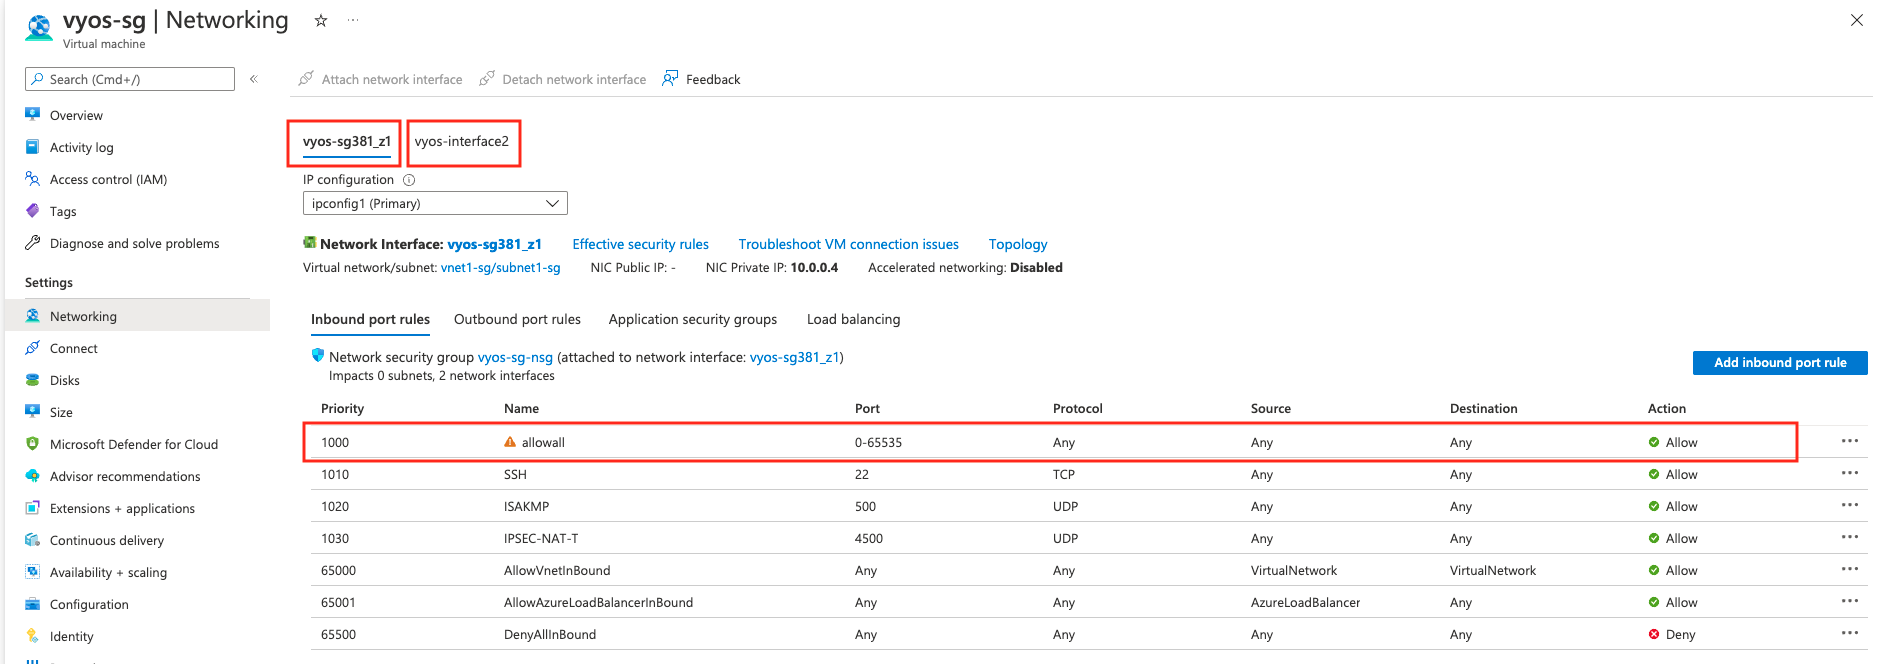 vyos-sg | Networking
Virtual machine
Search (Cmd+/)
Attach network interface Detach network interface Feedback
Overview
Activity log
Access control (IAM)
Tags
Diagnose and solve problems
Settings
Networking
Connect
Disks
Size
Microsoft Defender for Cloud
Advisor recommendations
Extensions + applications
Continuous delivery
Availability + scaling
Configuration
Identity
vyos-sg381_z1 vyos-interface2
IP configuration
ipconfig1 (Primary)
Network Interface: vyos-sg381_z1 Effective security rules Troubleshoot VM connection issues Topology
Virtual network/subnet: vnet1-sg/subnet1-sg NIC Public IP: - NIC Private IP: 10.0.0.4 Accelerated networking: Disabled
Inbound port rules Outbound port rules Application security groups Load balancing
Network security group vyos-sg-nsg (attached to network interface: vyos-sg381_z1)
Impacts 0 subnets, 2 network interfaces
Add inbound port rule
Priority Name Port Protocol Source Destination Action
1000 allowall 0-65535 Any Any Any Allow
1010 SSH 22 TCP Any Any Allow
1020 ISAKMP 500 UDP Any Any Allow
1030 IPSEC-NAT-T 4500 UDP Any Any Allow
65000 AllowVnetInBound Any Any VirtualNetwork VirtualNetwork Allow
65001 AllowAzureLoadBalancerInBound Any Any AzureLoadBalancer Any Allow
65500 DenyAllInBound Any Any Any Any Deny